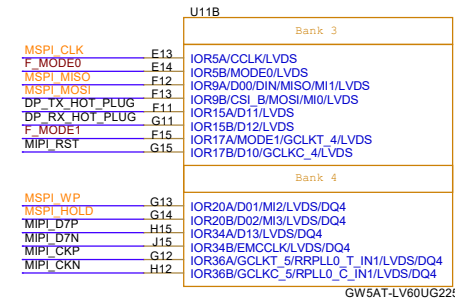 U11B
Bank 3
MSPI_CLK E13 IOR5A/CCLK/LVDS
F_MODE0 E14 IOR5B/MODE0/LVDS
MSPI_MISO F12 IOR9A/D00/DIN/MISO/MI1/LVDS
MSPI_MOSI F13 IOR9B/CSI_B/MOSI/MI0/LVDS
DP_TX_HOT_PLUG F11 IOR15A/D11/LVDS
DP_RX_HOT_PLUG G11 IOR15B/D12/LVDS
F_MODE1 F15 IOR17A/MODE1/GCLKT_4/LVDS
MIPI_RST G15 IOR17B/D10/GCLKC_4/LVDS
Bank 4
MSPI_WP G13 IOR20A/D01/MI2/LVDS/DQ4
MSPI_HOLD G14 IOR20B/D02/MI3/LVDS/DQ4
MIPI_D7P H15 IOR34A/D13/LVDS/DQ4
MIPI_D7N J15 IOR34B/EMCCLK/LVDS/DQ4
MIPI_CKP G12 IOR36A/GCLKT_5/RRPLL0_T_IN1/LVDS/DQ4
MIPI_CKN H12 IOR36B/GCLKC_5/RRPLL0_C_IN1/LVDS/DQ4
GW5AT-LV60UG225